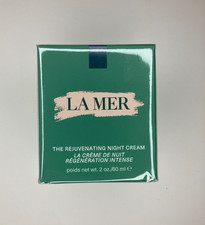 LA MER
THE REJUVENATING NIGHT CREAM
LA CRÈME DE NUIT
RÉGÉNÉRATION INTENSE
poids net wt. 2 oz./60 ml ℮